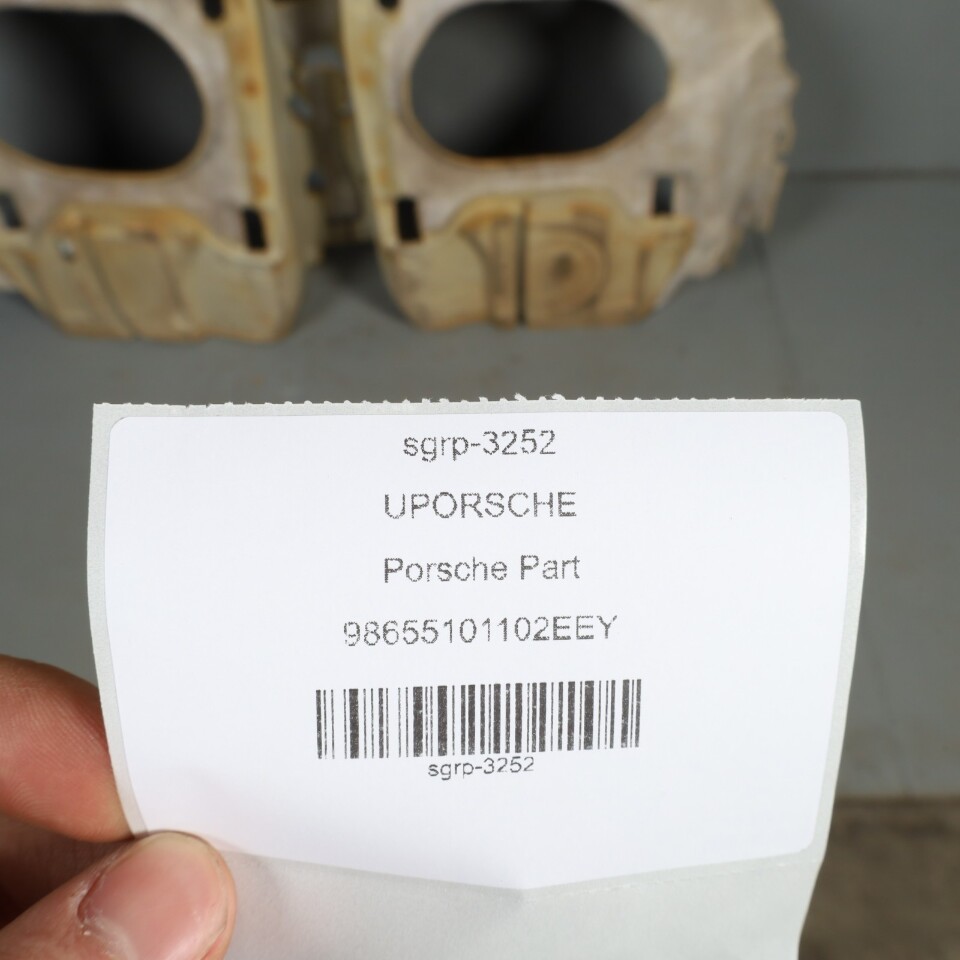 sgrp-3252
UPORSCHE
Porsche Part
98655101102EEY
sgrp-3252